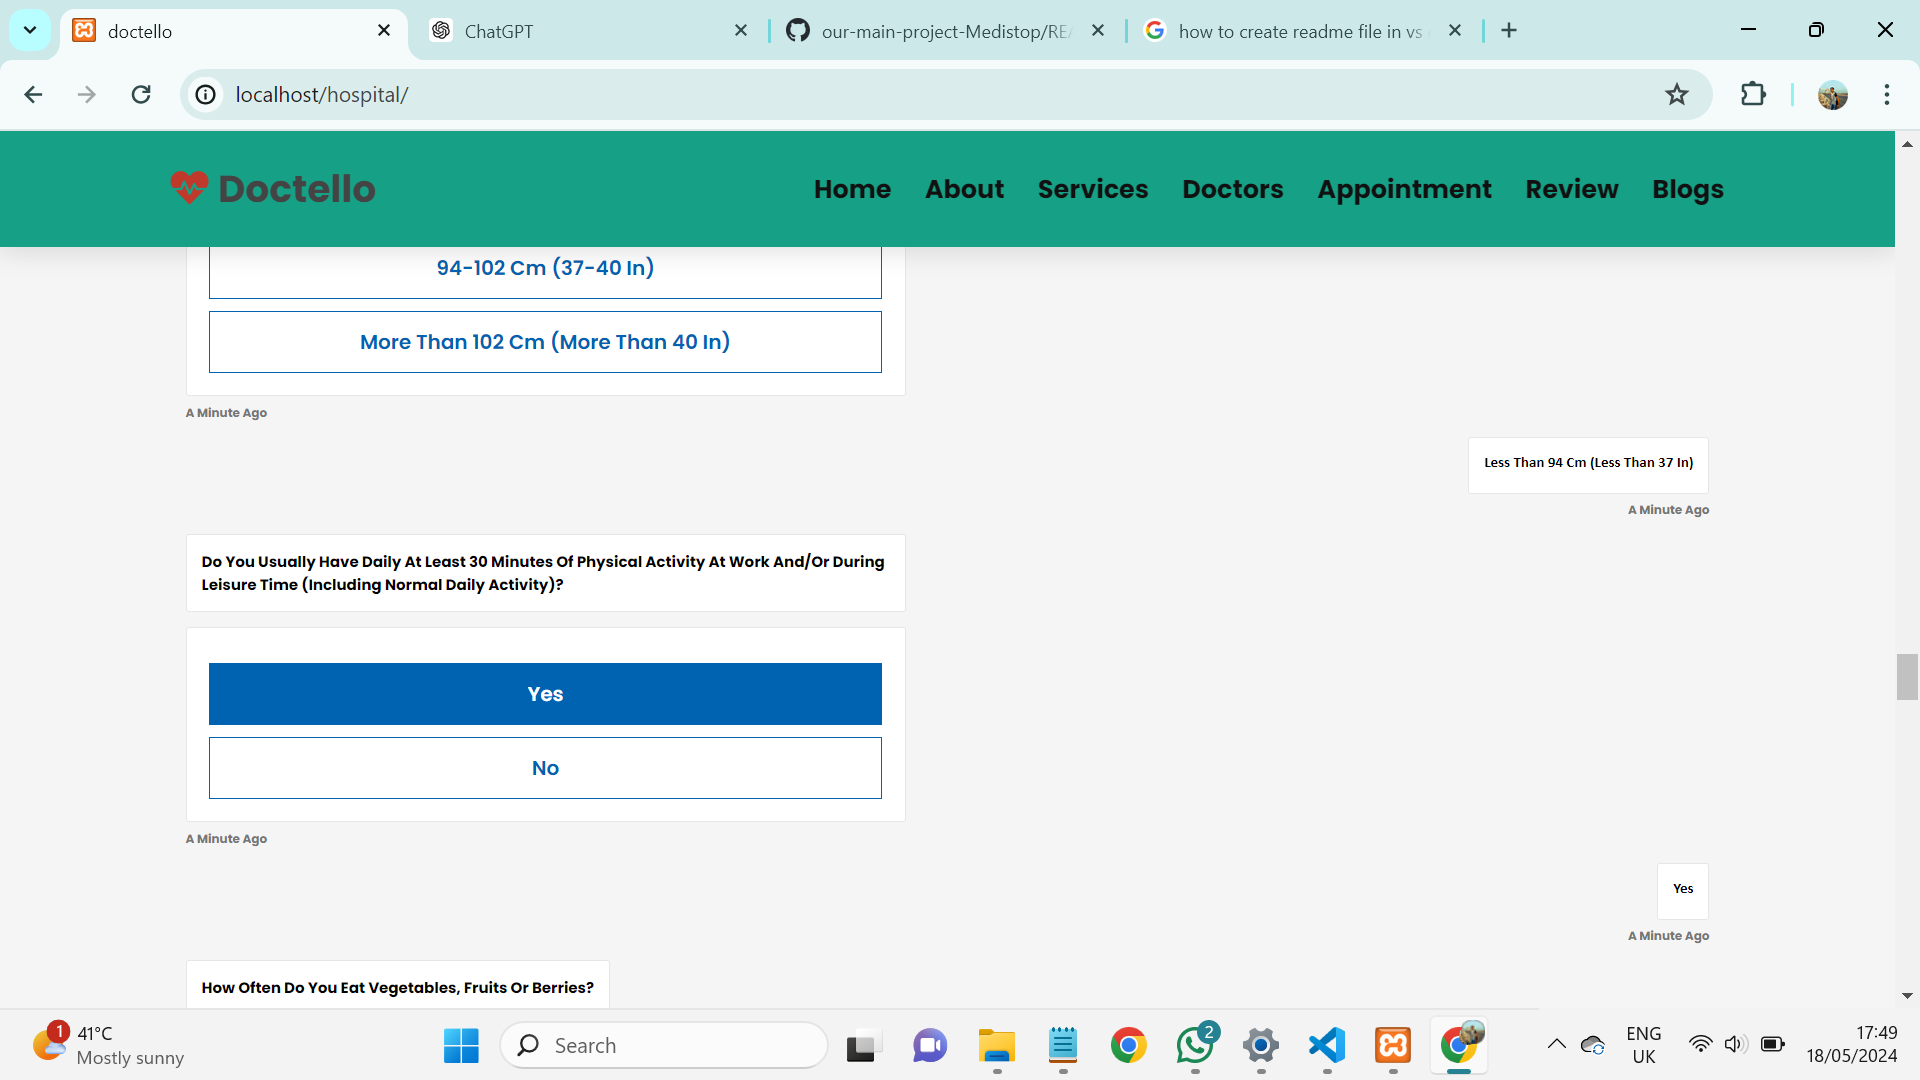 doctello
ChatGPT
our-main-project-Medistop/RE
how to create readme file in vs
localhost/hospital/
Doctello
Home About Services Doctors Appointment Review Blogs
94-102 Cm (37-40 In)
More Than 102 Cm (More Than 40 In)
A Minute Ago
Less Than 94 Cm (Less Than 37 In)
A Minute Ago
Do You Usually Have Daily At Least 30 Minutes Of Physical Activity At Work And/Or During
Leisure Time (Including Normal Daily Activity)?
Yes
No
A Minute Ago
Yes
A Minute Ago
How Often Do You Eat Vegetables, Fruits Or Berries?
1
41°C
Mostly sunny
Search
2
ENG
UK
17:49
18/05/2024